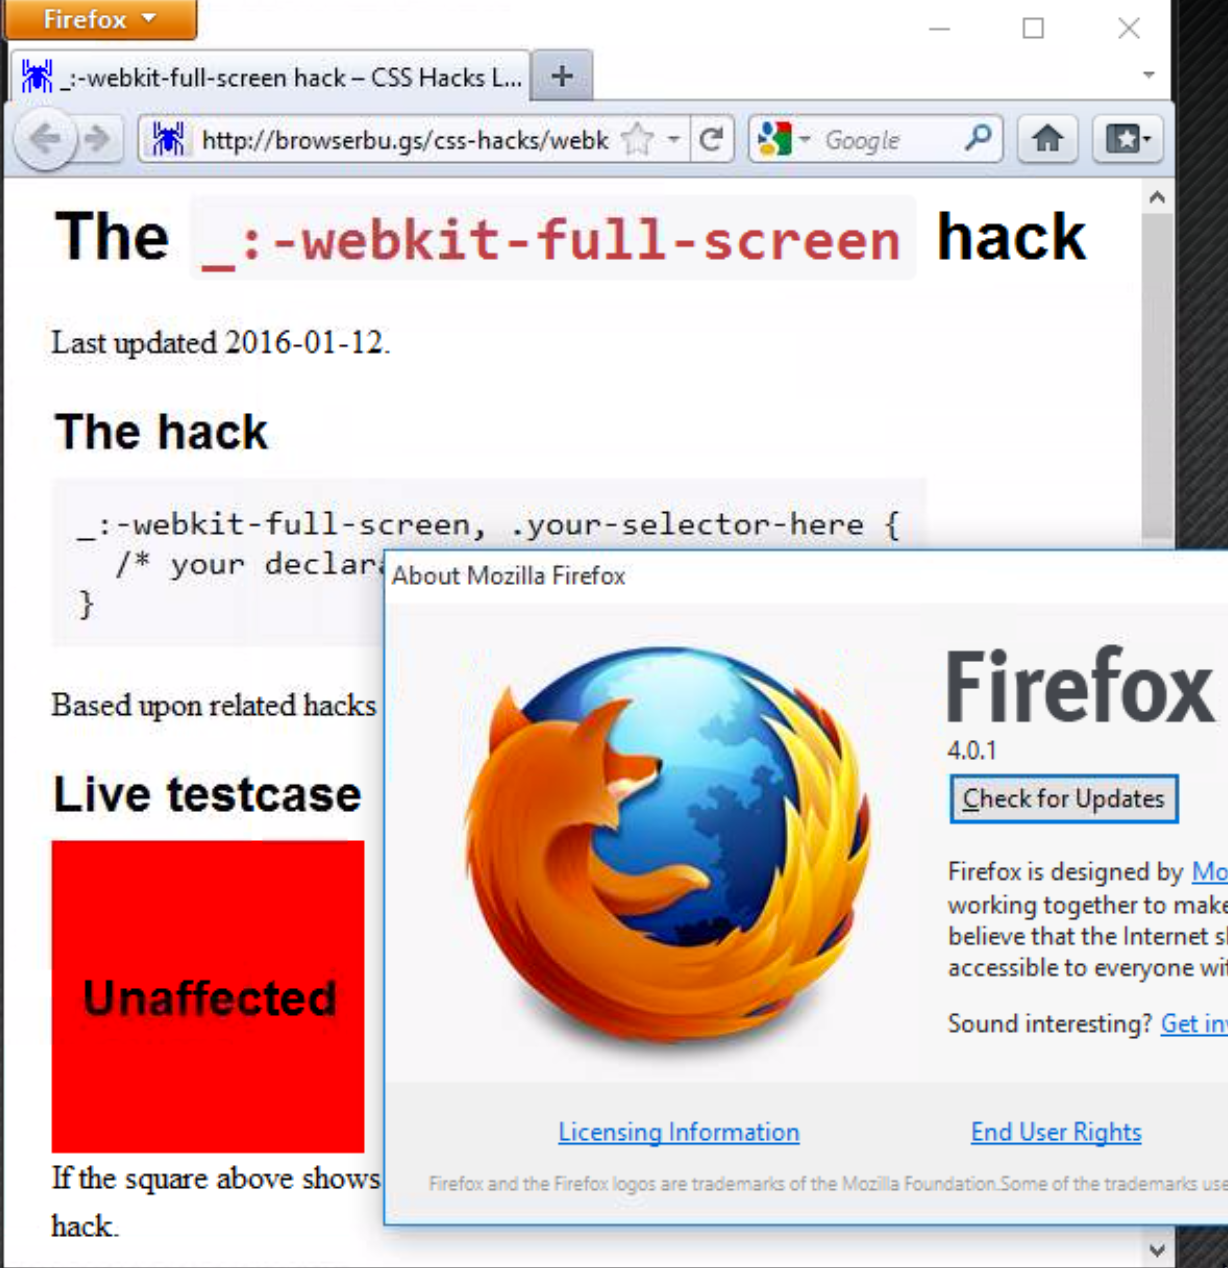 Firefox
_:-webkit-full-screen hack – CSS Hacks L...
http://browserbu.gs/css-hacks/webk
Google
The _:-webkit-full-screen hack
Last updated 2016-01-12.
The hack
_:-webkit-full-screen, .your-selector-here {
/* your declar
}
Based upon related hacks
Live testcase
Unaffected
If the square above shows
hack.
About Mozilla Firefox
Firefox
4.0.1
Check for Updates
Firefox is designed by Mo
working together to make
believe that the Internet s
accessible to everyone wi
Sound interesting? Get inv
Licensing Information
End User Rights
Firefox and the Firefox logos are trademarks of the Mozilla Foundation.Some of the trademarks use